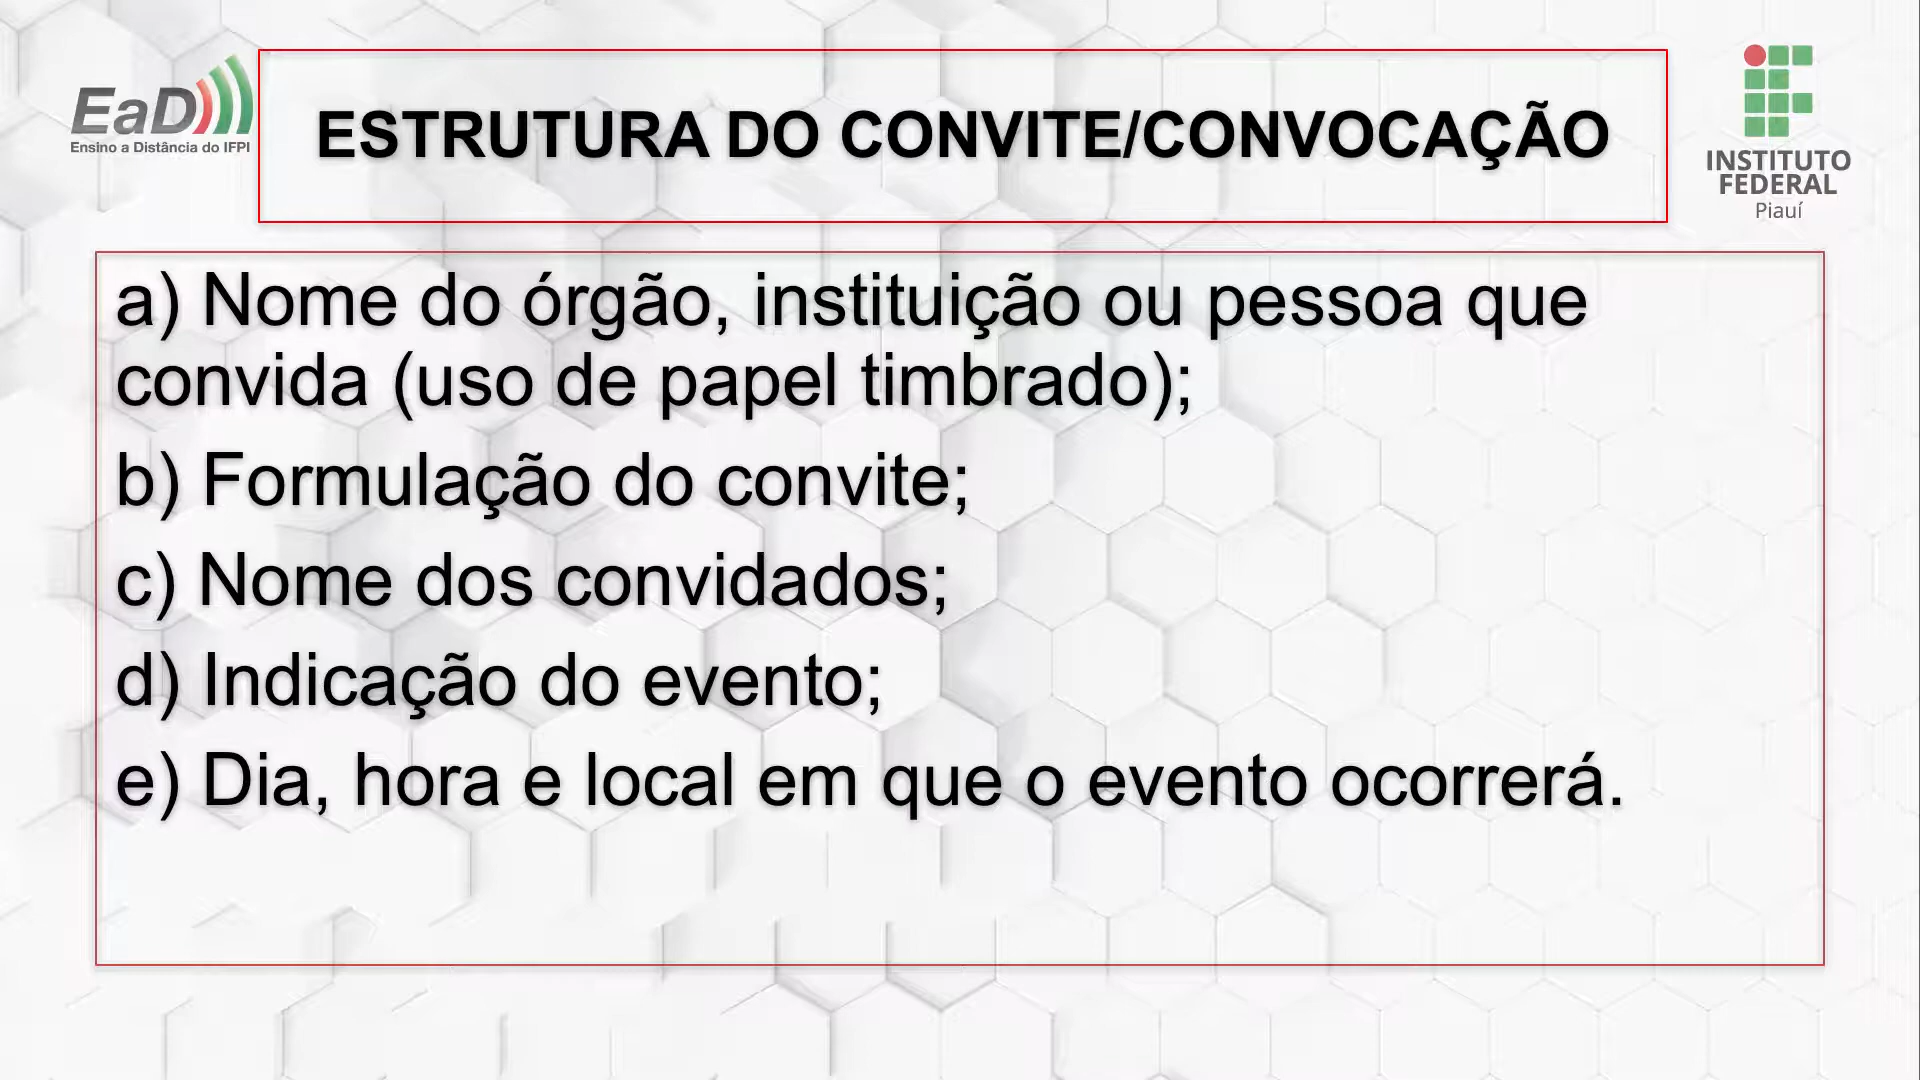 EaD
Ensino a Distância do IFPI
ESTRUTURA DO CONVITE/CONVOCAÇÃO
INSTITUTO
FEDERAL
Piauí
a) Nome do órgão, instituição ou pessoa que
convida (uso de papel timbrado);
b) Formulação do convite;
c) Nome dos convidados;
d) Indicação do evento;
e) Dia, hora e local em que o evento ocorrerá.